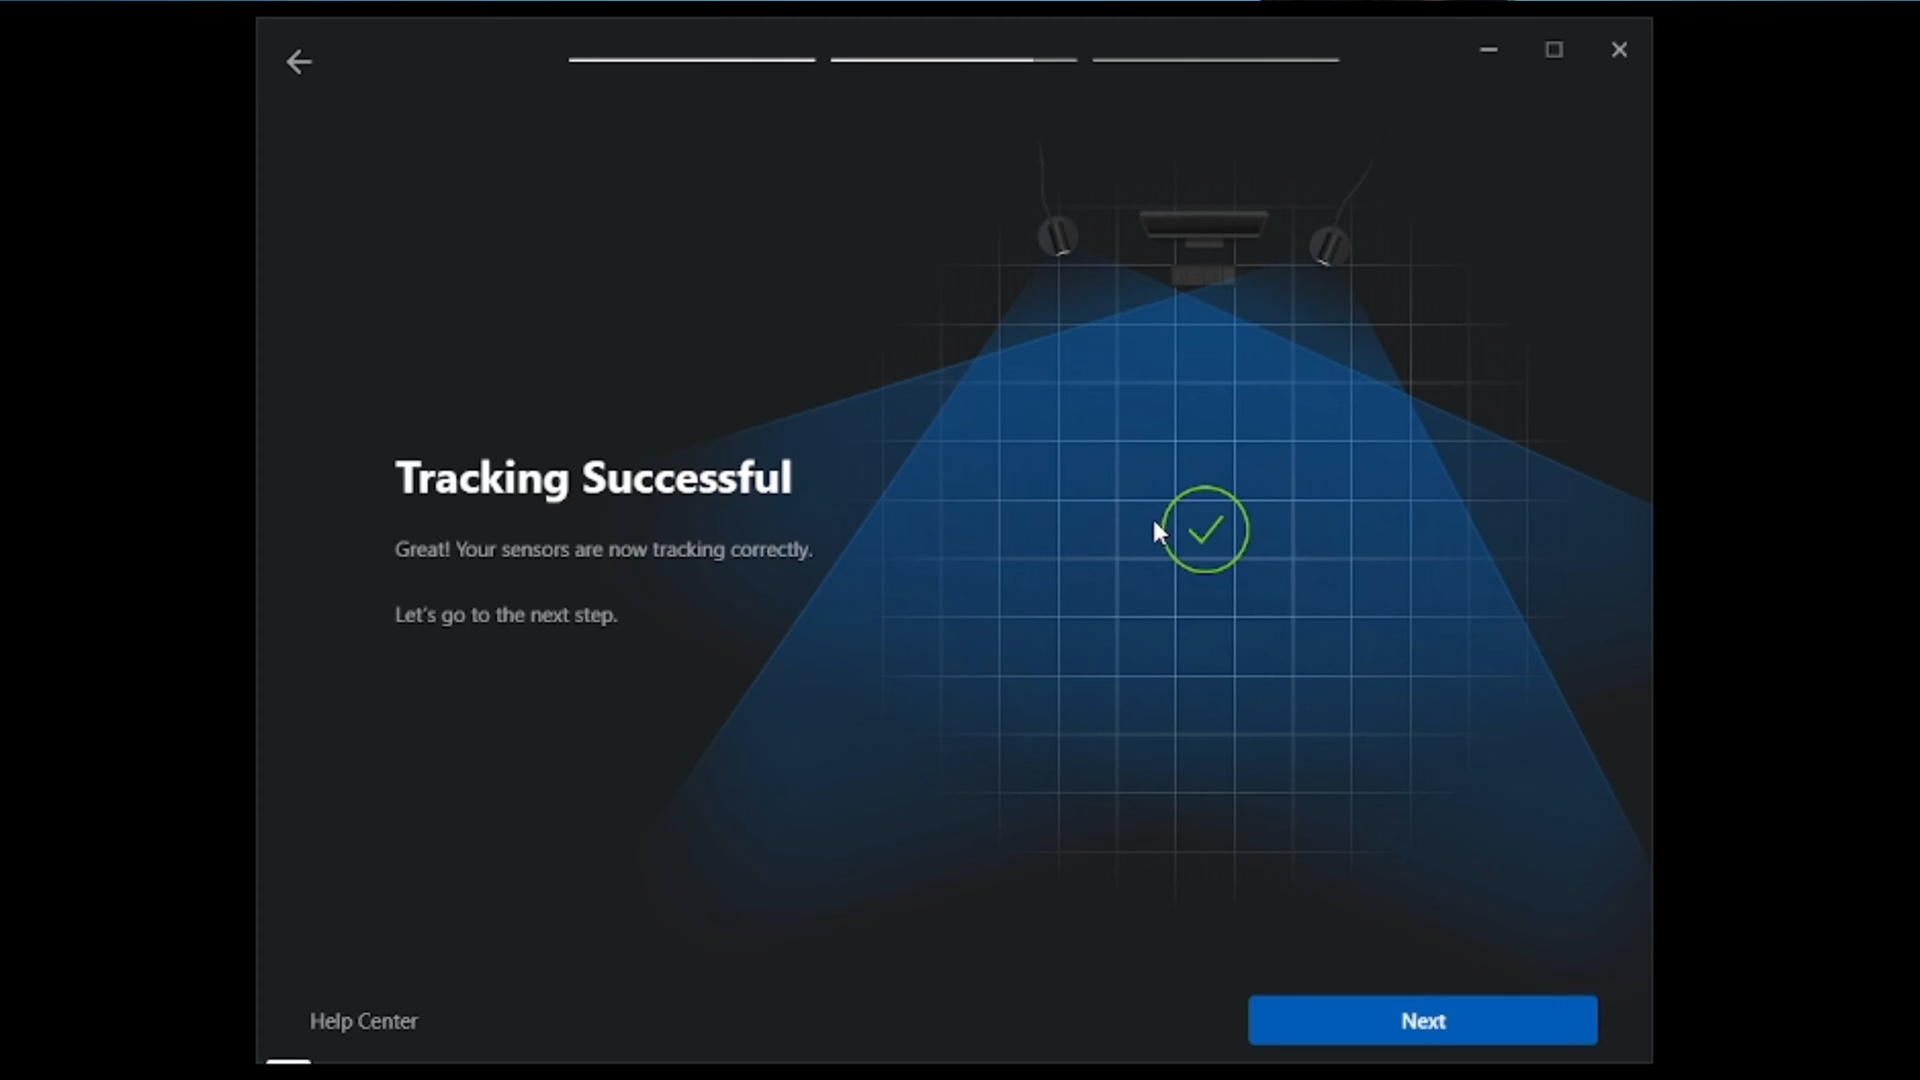 Tracking Successful
Great! Your sensors are now tracking correctly.
Let's go to the next step.
Help Center
Next